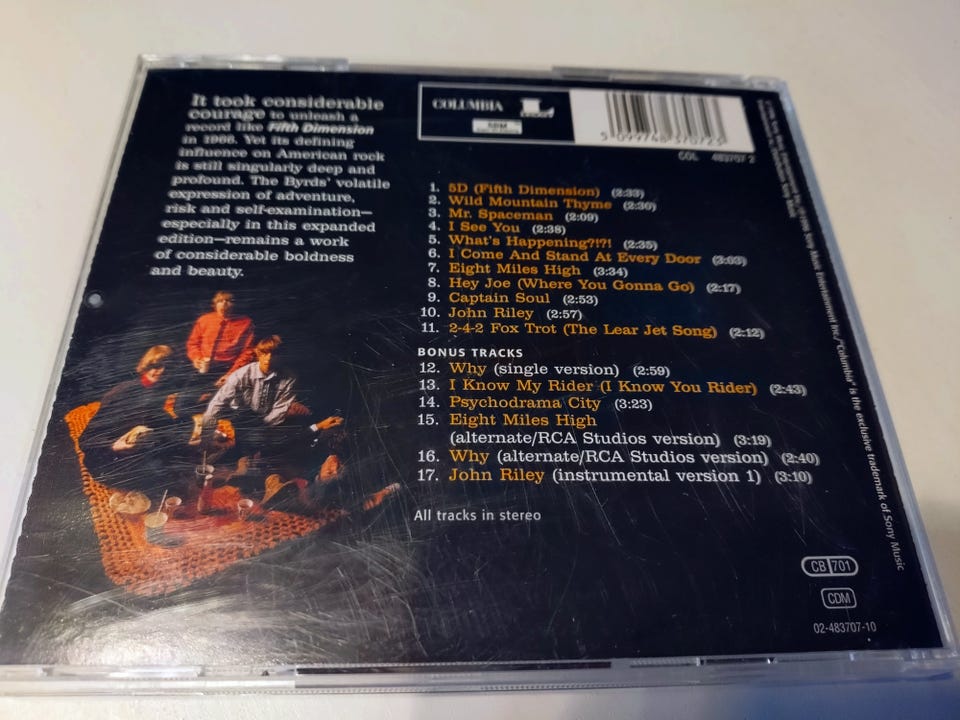 It took considerable
courage to unleash a
record like Fifth Dimension
in 1966. Yet its defining
influence on American rock
is still singularly deep and
profound. The Byrds' volatile
expression of adventure,
risk and self-examination—
especially in this expanded
edition—remains a work
of considerable boldness
and beauty.
COLUMBIA
SBM
5 099748 370723
COL 483707 2
1. 5D (Fifth Dimension) (2:33)
2. Wild Mountain Thyme (2:30)
3. Mr. Spaceman (2:09)
4. I See You (2:38)
5. What's Happening?!?! (2:35)
6. I Come And Stand At Every Door (3:03)
7. Eight Miles High (3:34)
8. Hey Joe (Where You Gonna Go) (2:17)
9. Captain Soul (2:53)
10. John Riley (2:57)
11. 2-4-2 Fox Trot (The Lear Jet Song) (2:12)
BONUS TRACKS
12. Why (single version) (2:59)
13. I Know My Rider (I Know You Rider) (2:43)
14. Psychodrama City (3:23)
15. Eight Miles High
(alternate/RCA Studios version) (3:19)
16. Why (alternate/RCA Studios version) (2:40)
17. John Riley (instrumental version 1) (3:10)
All tracks in stereo
Sony Music Entertainment Inc./"Columbia" is the exclusive trademark of Sony Music
CB 701
CDM
02-483707-10